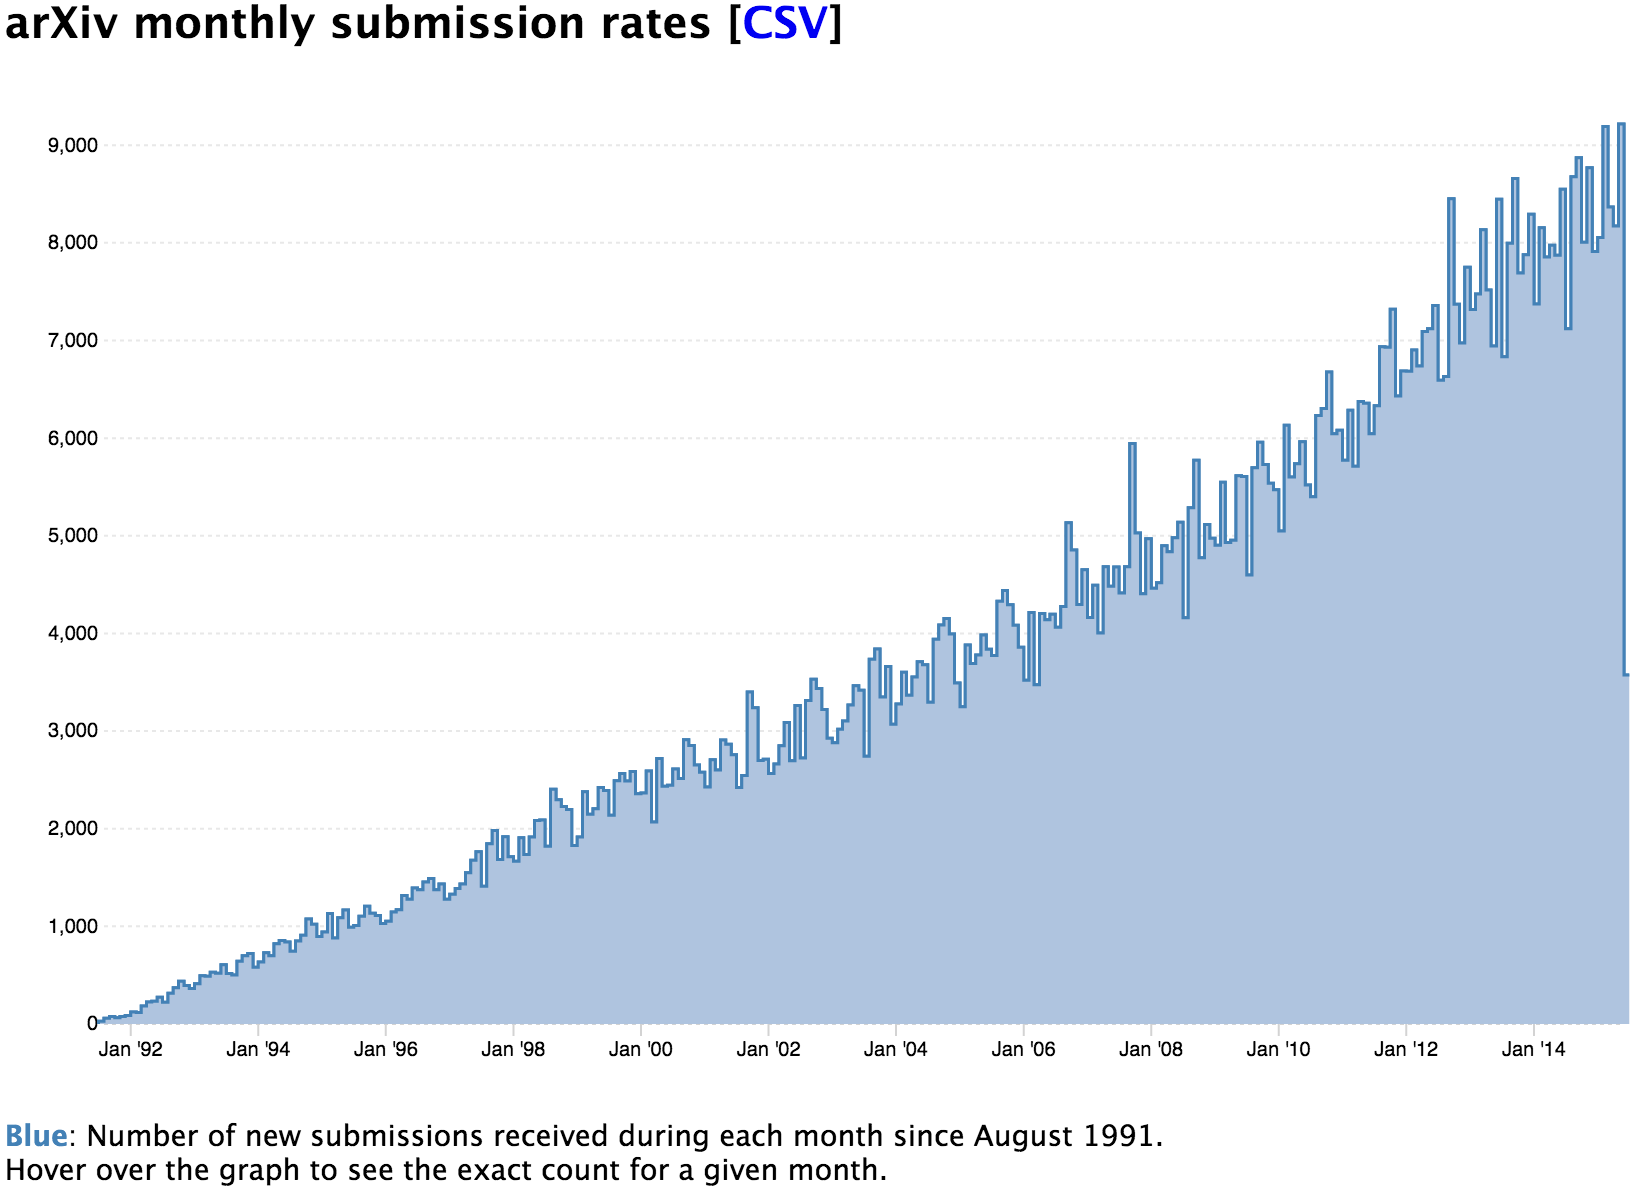 arXiv monthly submission rates [CSV]
9,000
8,000
7,000
6,000
5,000
4,000
3,000
2,000
1,000
0
Jan '92 Jan '94 Jan '96 Jan '98 Jan '00 Jan '02 Jan '04 Jan '06 Jan '08 Jan '10 Jan '12 Jan '14
Blue: Number of new submissions received during each month since August 1991.
Hover over the graph to see the exact count for a given month.